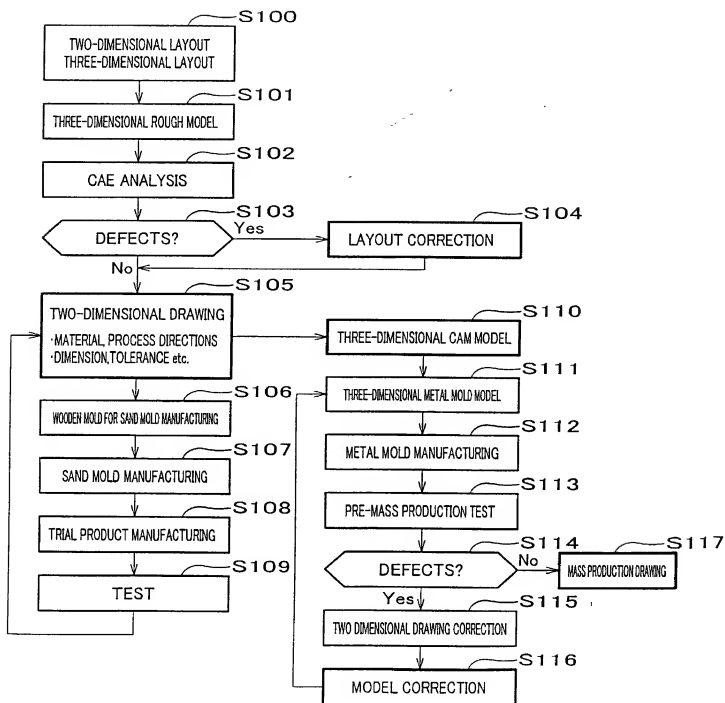 S100
TWO-DIMENSIONAL LAYOUT
THREE-DIMENSIONAL LAYOUT
S101
THREE-DIMENSIONAL ROUGH MODEL
S102
CAE ANALYSIS
S103
DEFECTS?
Yes
No
S104
LAYOUT CORRECTION
S105
TWO-DIMENSIONAL DRAWING
·MATERIAL, PROCESS DIRECTIONS
·DIMENSION,TOLERANCE etc.
S106
WOODEN MOLD FOR SAND MOLD MANUFACTURING
S107
SAND MOLD MANUFACTURING
S108
TRIAL PRODUCT MANUFACTURING
S109
TEST
S110
THREE-DIMENSIONAL CAM MODEL
S111
THREE-DIMENSIONAL METAL MOLD MODEL
S112
METAL MOLD MANUFACTURING
S113
PRE-MASS PRODUCTION TEST
S114
DEFECTS?
No
Yes
S117
MASS PRODUCTION DRAWING
S115
TWO DIMENSIONAL DRAWING CORRECTION
S116
MODEL CORRECTION